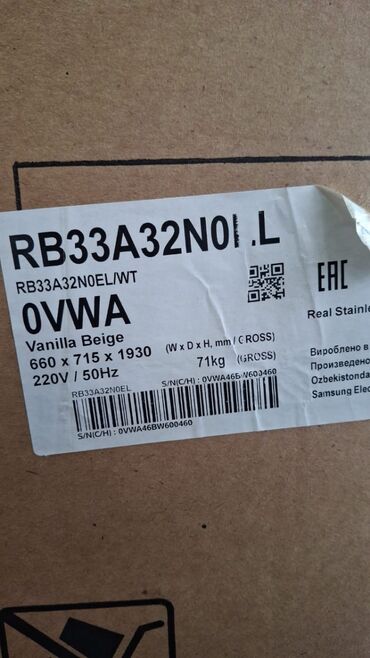 RB33A32N0EL
RB33A32N0EL/WT
0VWA
EAC
Vanilla Beige
660 x 715 x 1930 (W x D x H, mm / GROSS)
220V / 50Hz 71kg (GROSS)
Real Stainle
Вироблено в
Произведено
Ozbekistonda
Samsung Elec
RB33A32N0EL S/N(C/H) : 0VWA46BW600460
S/N(C/H) : 0VWA46BW600460